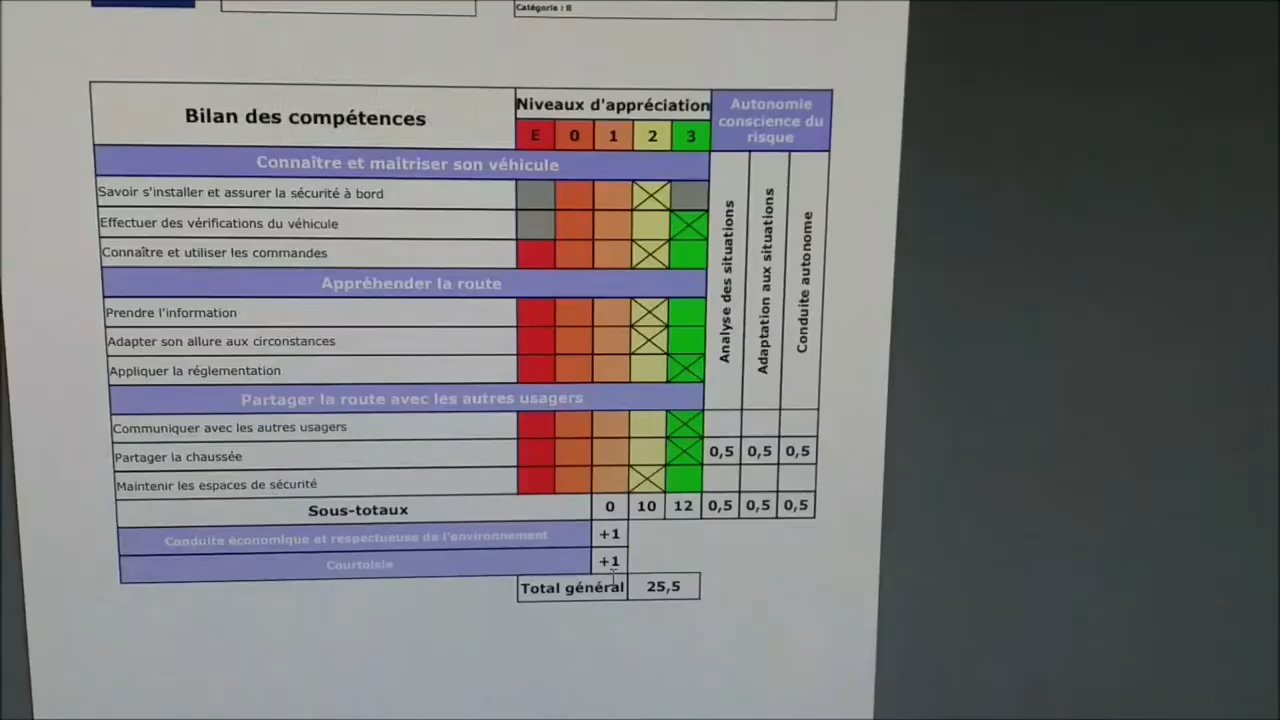 Catégorie : B
Bilan des compétences
Niveaux d'appréciation
Autonomie
conscience du
risque
E 0 1 2 3
Connaître et maîtriser son véhicule
Savoir s'installer et assurer la sécurité à bord
Effectuer des vérifications du véhicule
Connaître et utiliser les commandes
Analyse des situations
Adaptation aux situations
Conduite autonome
Appréhender la route
Prendre l'information
Adapter son allure aux circonstances
Appliquer la réglementation
Partager la route avec les autres usagers
Communiquer avec les autres usagers
Partager la chaussée 0,5 0,5 0,5
Maintenir les espaces de sécurité
Sous-totaux 0 10 12 0,5 0,5 0,5
Conduite économique et respectueuse de l'environnement +1
Courtoisie +1
Total général 25,5